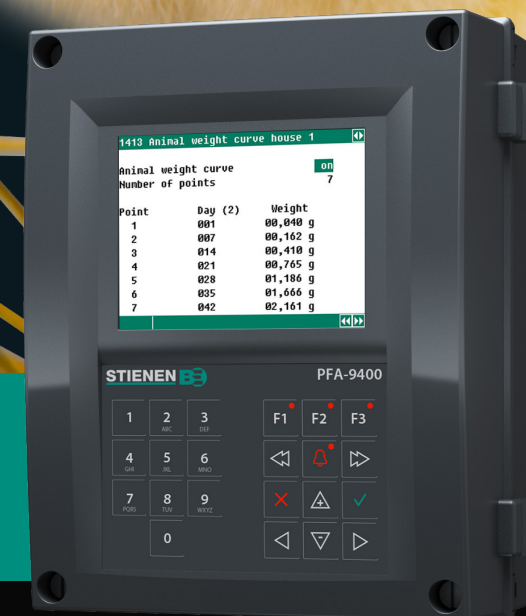 1413 Animal weight curve house 1
Animal weight curve on
Number of points 7
Point Day (2) Weight
1 001 00,040 g
2 007 00,162 g
3 014 00,410 g
4 021 00,765 g
5 028 01,186 g
6 035 01,666 g
7 042 02,161 g
STIENEN BE PFA-9400
1 2 ABC 3 DEF F1 F2 F3
4 GHI 5 JKL 6 MNO
7 PQRS 8 TUV 9 WXYZ
0